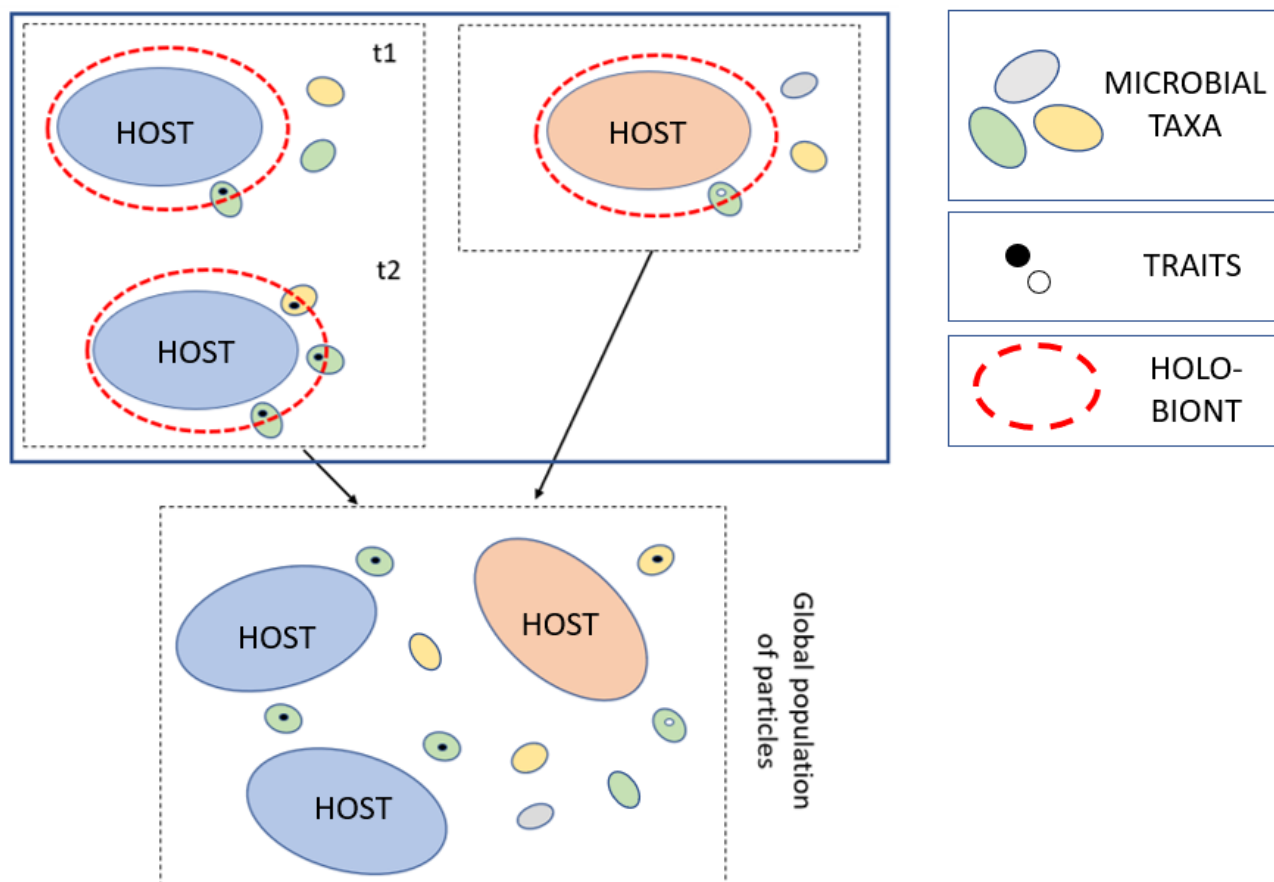 t1
HOST
HOST
t2
HOST
MICROBIAL
TAXA
TRAITS
HOLO-
BIONT
HOST
HOST
HOST
Global population
of particles